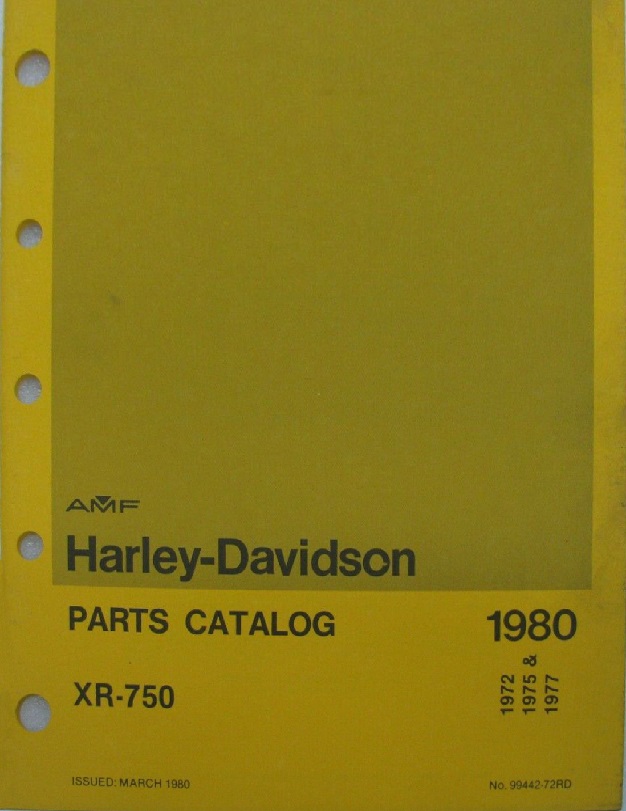 AMF
Harley-Davidson
PARTS CATALOG
1980
1972
1975 &
1977
XR-750
ISSUED: MARCH 1980
No. 99442-72RD